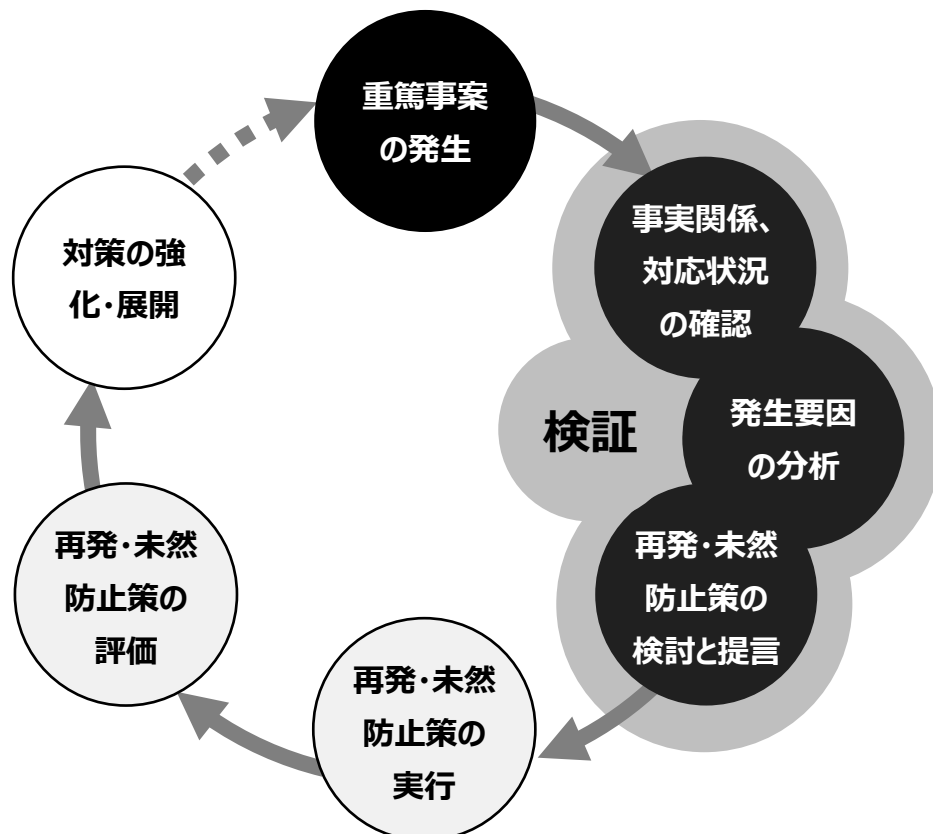 重篤事案
の発生
事実関係、
対応状況
の確認
検証
発生要因
の分析
再発・未然
防止策の
検討と提言
再発・未然
防止策の
実行
再発・未然
防止策の
評価
対策の強
化・展開